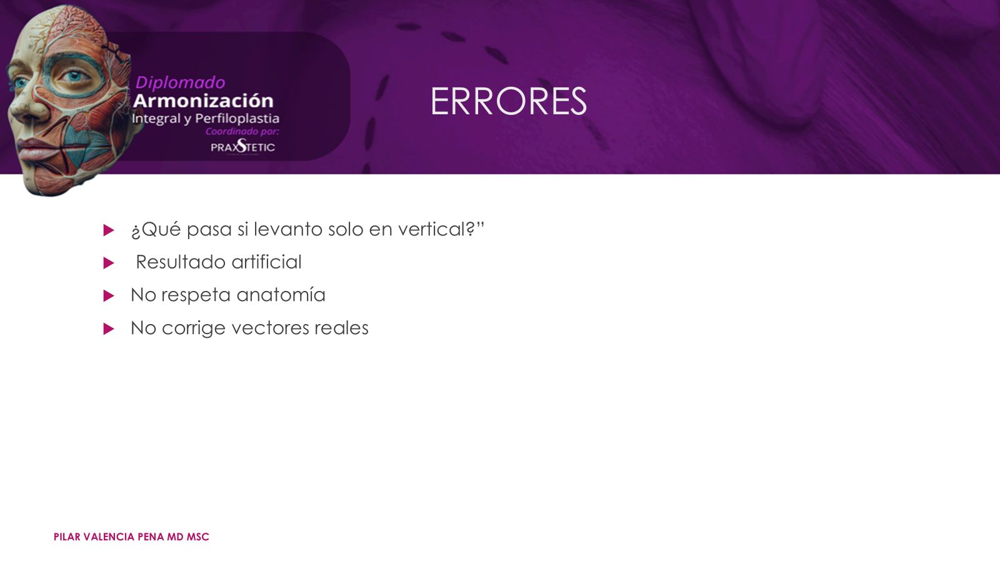 Diplomado
Armonización
Integral y Perfiloplastia
Coordinado por:
PRAXSTETIC
ERRORES
¿Qué pasa si levanto solo en vertical?”
Resultado artificial
No respeta anatomía
No corrige vectores reales
PILAR VALENCIA PENA MD MSC